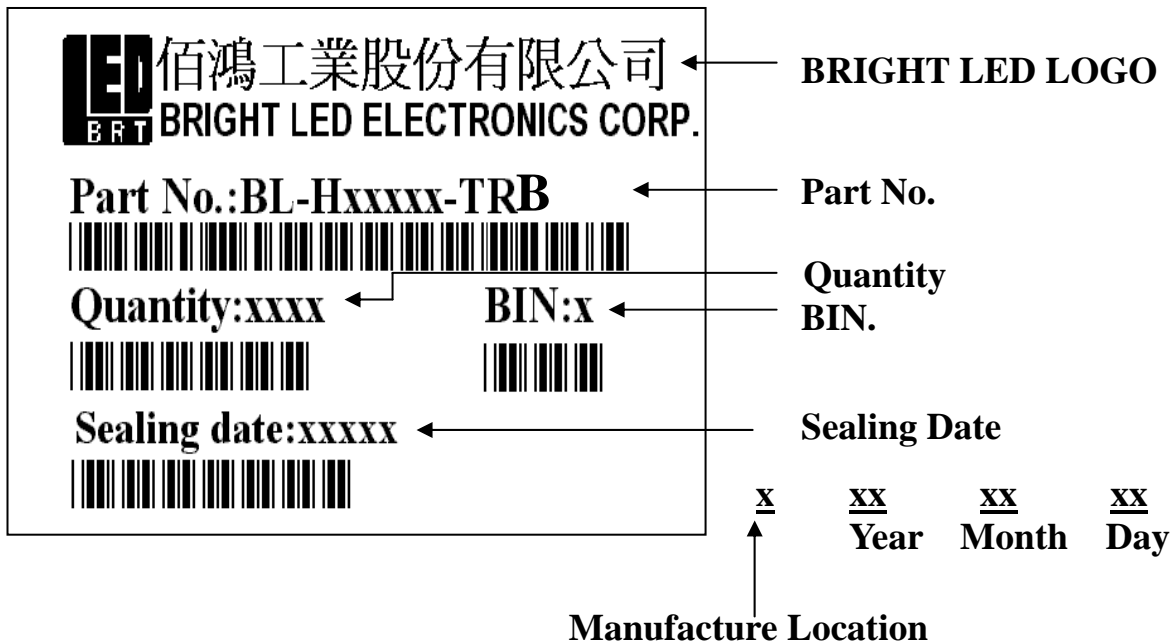 LED 佰鴻工業股份有限公司 BRIGHT LED LOGO
BRT BRIGHT LED ELECTRONICS CORP.
Part No.:BL-Hxxxxx-TRB Part No.
Quantity
Quantity:xxxx BIN:x BIN.
Sealing date:xxxxx Sealing Date
x xx xx xx
Year Month Day
Manufacture Location